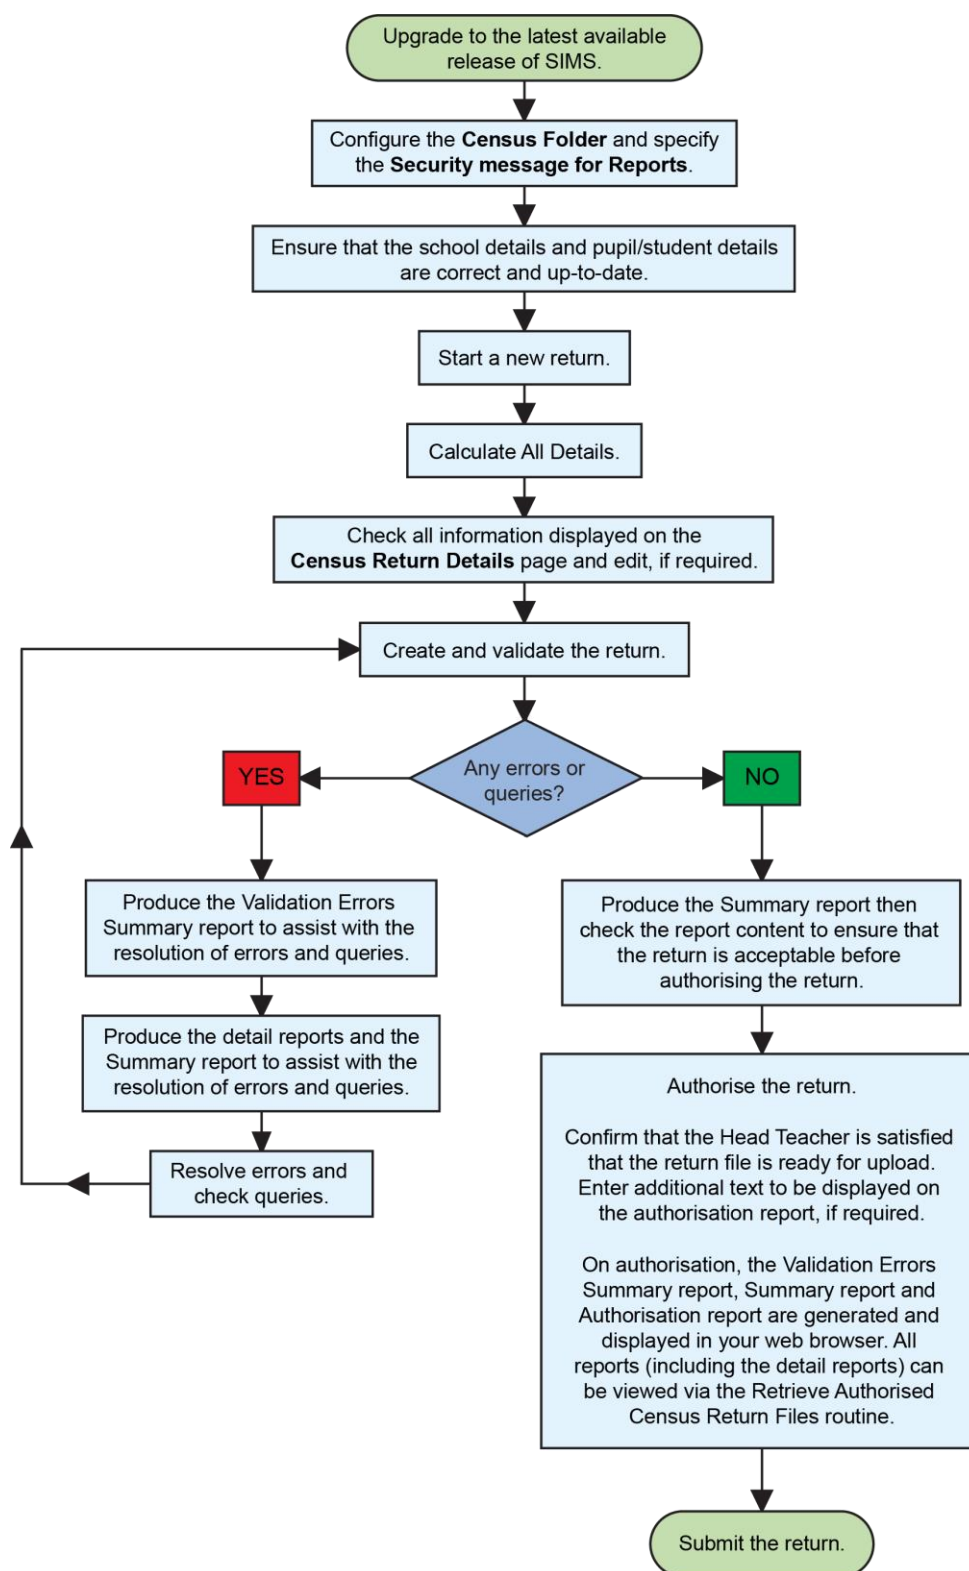 Upgrade to the latest available
release of SIMS.
Configure the Census Folder and specify
the Security message for Reports.
Ensure that the school details and pupil/student details
are correct and up-to-date.
Start a new return.
Calculate All Details.
Check all information displayed on the
Census Return Details page and edit, if required.
Create and validate the return.
Any errors or
queries?
YES
NO
Produce the Validation Errors
Summary report to assist with the
resolution of errors and queries.
Produce the detail reports and the
Summary report to assist with the
resolution of errors and queries.
Resolve errors and
check queries.
Produce the Summary report then
check the report content to ensure that
the return is acceptable before
authorising the return.
Authorise the return.
Confirm that the Head Teacher is satisfied
that the return file is ready for upload.
Enter additional text to be displayed on
the authorisation report, if required.
On authorisation, the Validation Errors
Summary report, Summary report and
Authorisation report are generated and
displayed in your web browser. All
reports (including the detail reports) can
be viewed via the Retrieve Authorised
Census Return Files routine.
Submit the return.